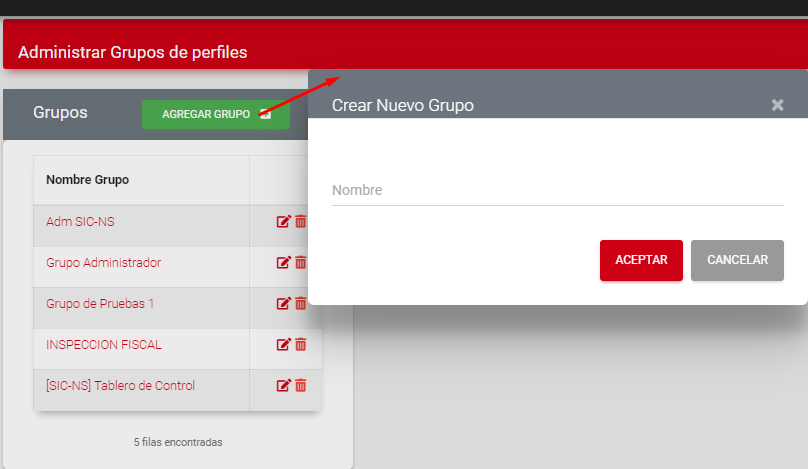 Administrar Grupos de perfiles
Grupos
AGREGAR GRUPO
Crear Nuevo Grupo
Nombre
ACEPTAR
CANCELAR
Nombre Grupo
Adm SIC-NS
Grupo Administrador
Grupo de Pruebas 1
INSPECCION FISCAL
[SIC-NS] Tablero de Control
5 filas encontradas